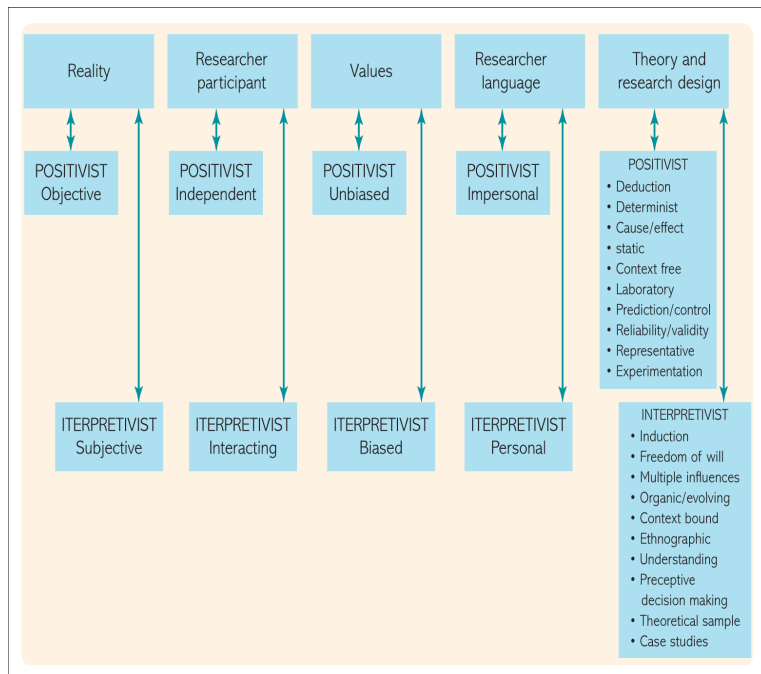 Reality
Researcher
participant
Values
Researcher
language
Theory and
research design
POSITIVIST
Objective
POSITIVIST
Independent
POSITIVIST
Unbiased
POSITIVIST
Impersonal
POSITIVIST
• Deduction
• Determinist
• Cause/effect
• static
• Context free
• Laboratory
• Prediction/control
• Reliability/validity
• Representative
• Experimentation
ITERPRETIVIST
Subjective
ITERPRETIVIST
Interacting
ITERPRETIVIST
Biased
ITERPRETIVIST
Personal
INTERPRETIVIST
• Induction
• Freedom of will
• Multiple influences
• Organic/evolving
• Context bound
• Ethnographic
• Understanding
• Preceptive
decision making
• Theoretical sample
• Case studies